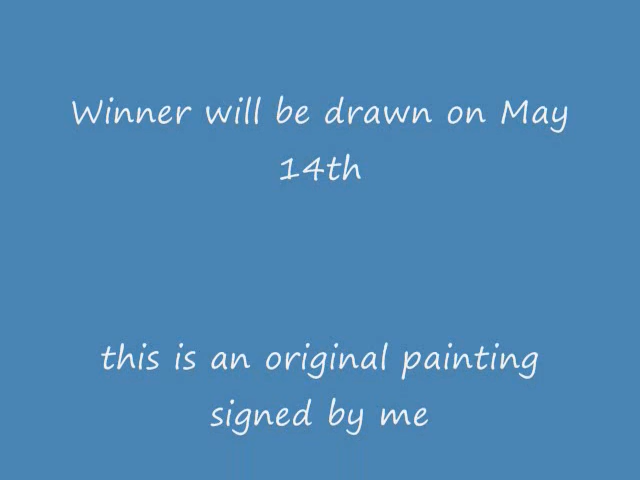 Winner will be drawn on May
14th
this is an original painting
signed by me